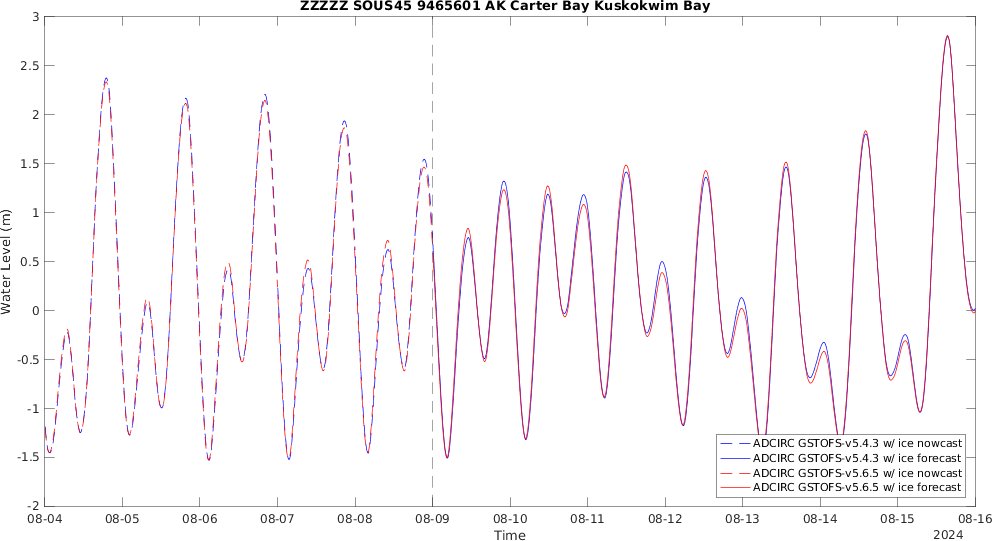 ZZZZZ SOUS45 9465601 AK Carter Bay Kuskokwim Bay
3
2.5
2
1.5
1
0.5
0
-0.5
-1
-1.5
-2
Water Level (m)
ADCIRC GSTOFS-v5.4.3 w/ ice nowcast
ADCIRC GSTOFS-v5.4.3 w/ ice forecast
ADCIRC GSTOFS-v5.6.5 w/ ice nowcast
ADCIRC GSTOFS-v5.6.5 w/ ice forecast
08-04 08-05 08-06 08-07 08-08 08-09 08-10 08-11 08-12 08-13 08-14 08-15 08-16
Time
2024